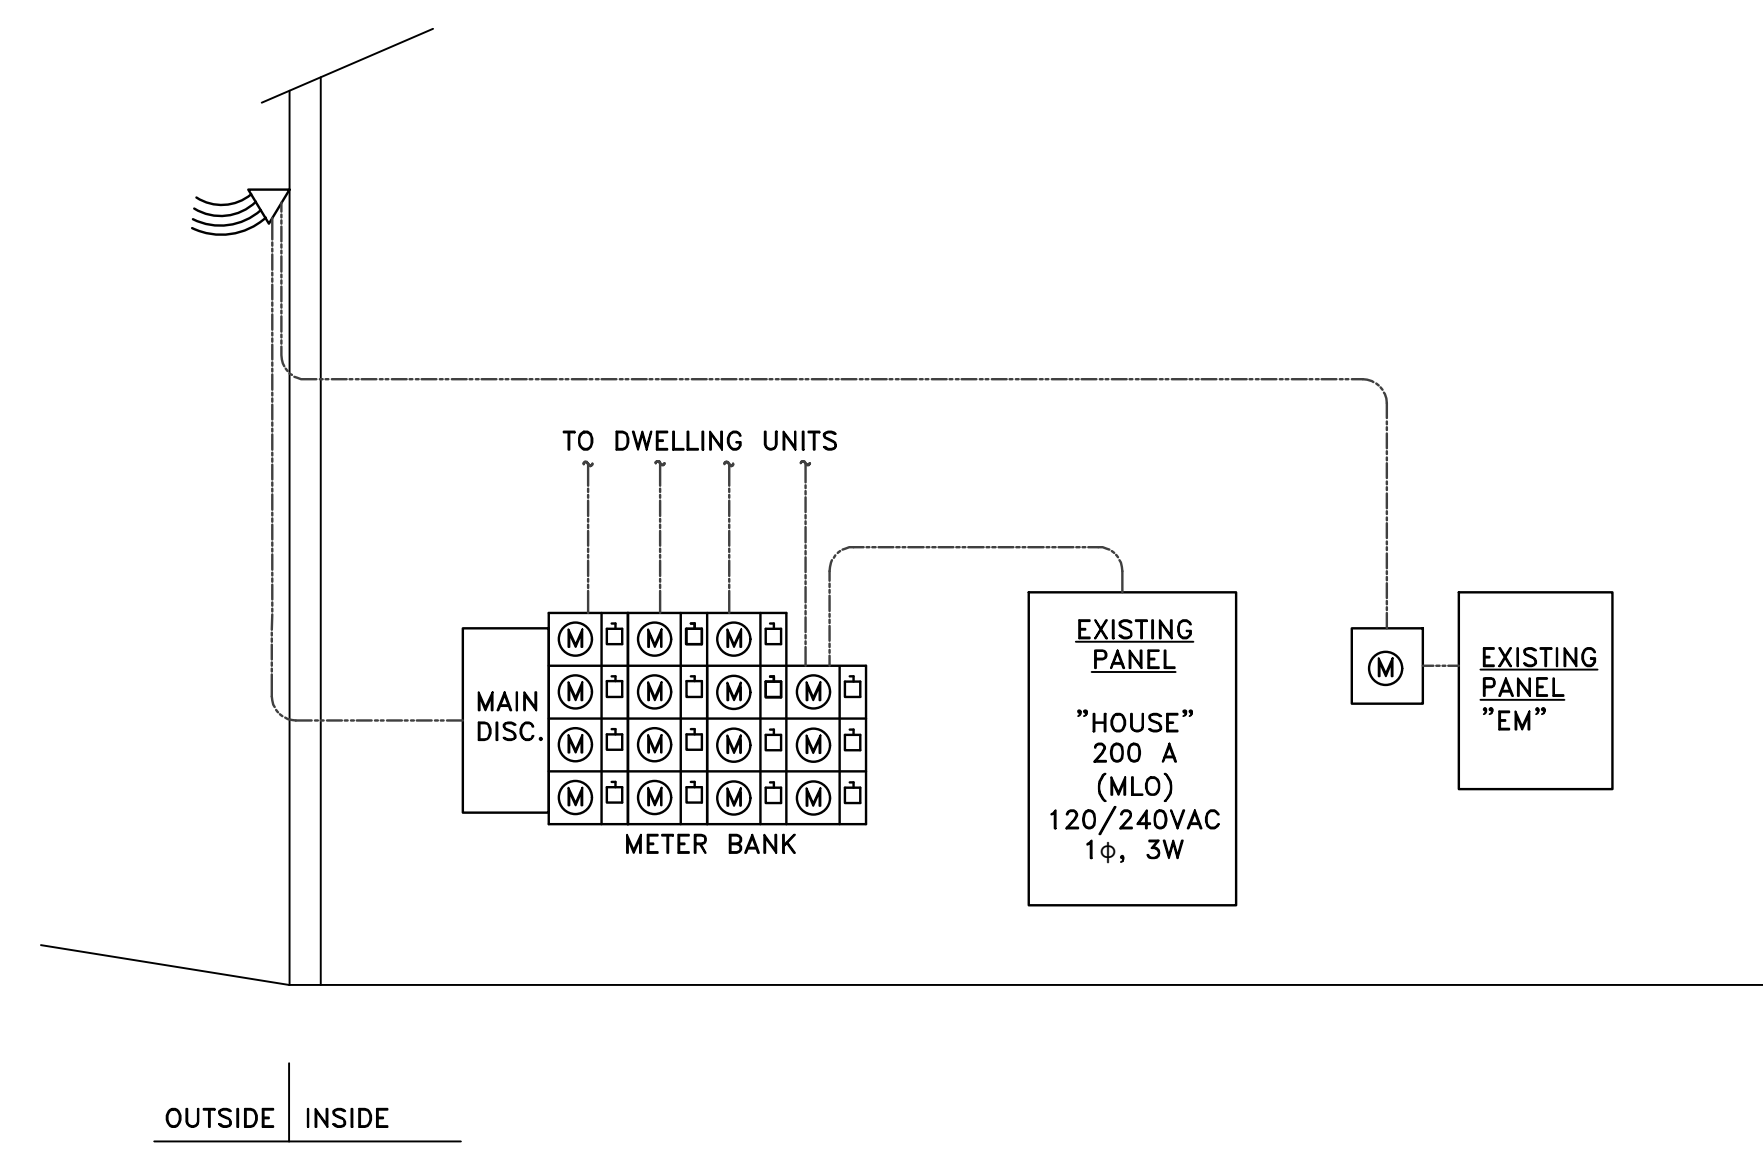 TO DWELLING UNITS
M M M
M M M M
M M M M
M M M M
MAIN
DISC.
METER BANK
EXISTING
PANEL
"HOUSE"
200 A
(MLO)
120/240VAC
1ϕ, 3W
M
EXISTING
PANEL
"EM"
OUTSIDE INSIDE